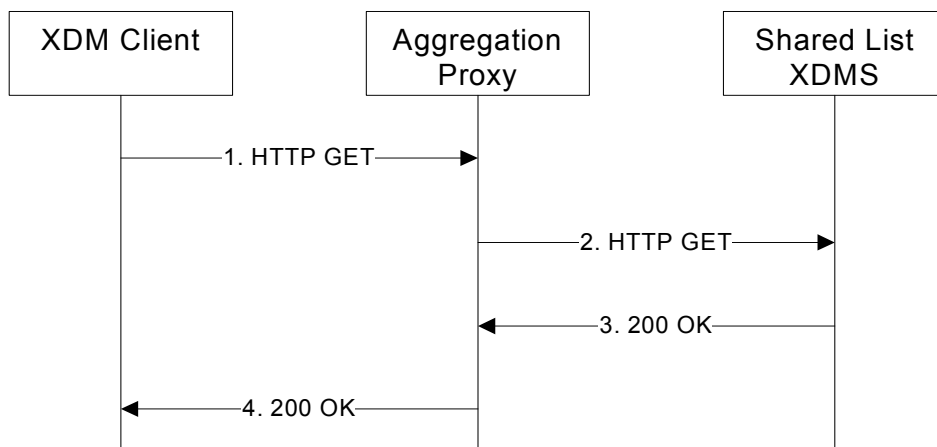 XDM Client
Aggregation
Proxy
Shared List
XDMS
1. HTTP GET
2. HTTP GET
3. 200 OK
4. 200 OK